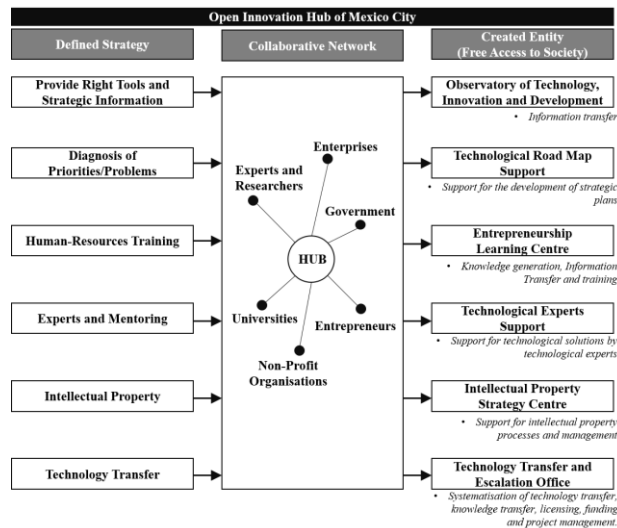 Open Innovation Hub of Mexico City
Defined Strategy
Collaborative Network
Created Entity
(Free Access to Society)
Provide Right Tools and
Strategic Information
Diagnosis of
Priorities/Problems
Human-Resources Training
Experts and Mentoring
Intellectual Property
Technology Transfer
Enterprises
Experts and
Researchers
Government
HUB
Universities
Entrepreneurs
Non-Profit
Organisations
Observatory of Technology,
Innovation and Development
• Information transfer
Technological Road Map
Support
• Support for the development of strategic
plans
Entrepreneurship
Learning Centre
• Knowledge generation, Information
Transfer and training
Technological Experts
Support
• Support for technological solutions by
technological experts
Intellectual Property
Strategy Centre
• Support for intellectual property
processes and management
Technology Transfer and
Escalation Office
• Systematisation of technology transfer,
knowledge transfer, licensing, funding
and project management.